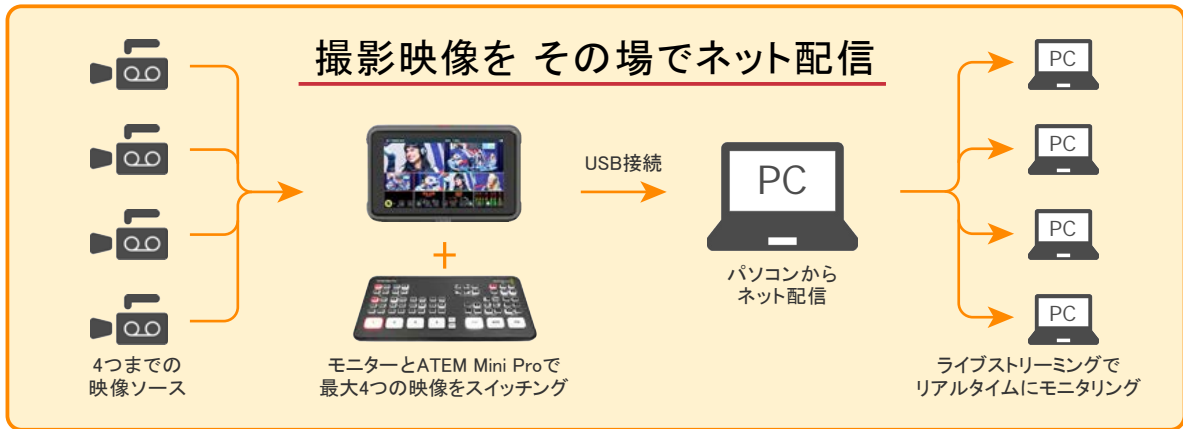 撮影映像を その場でネット配信
4つまでの
映像ソース
モニターとATEM Mini Proで
最大4つの映像をスイッチング
USB接続
PC
パソコンから
ネット配信
PC
PC
PC
PC
ライブストリーミングで
リアルタイムにモニタリング